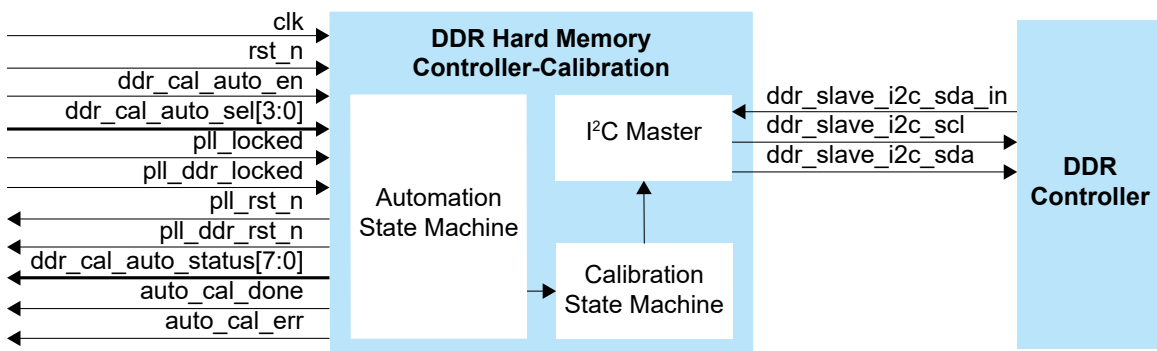 clk
rst_n
ddr_cal_auto_en
ddr_cal_auto_sel[3:0]
pll_locked
pll_ddr_locked
pll_rst_n
pll_ddr_rst_n
ddr_cal_auto_status[7:0]
auto_cal_done
auto_cal_err
DDR Hard Memory
Controller-Calibration
Automation
State Machine
I²C Master
Calibration
State Machine
ddr_slave_i2c_sda_in
ddr_slave_i2c_scl
ddr_slave_i2c_sda
DDR
Controller